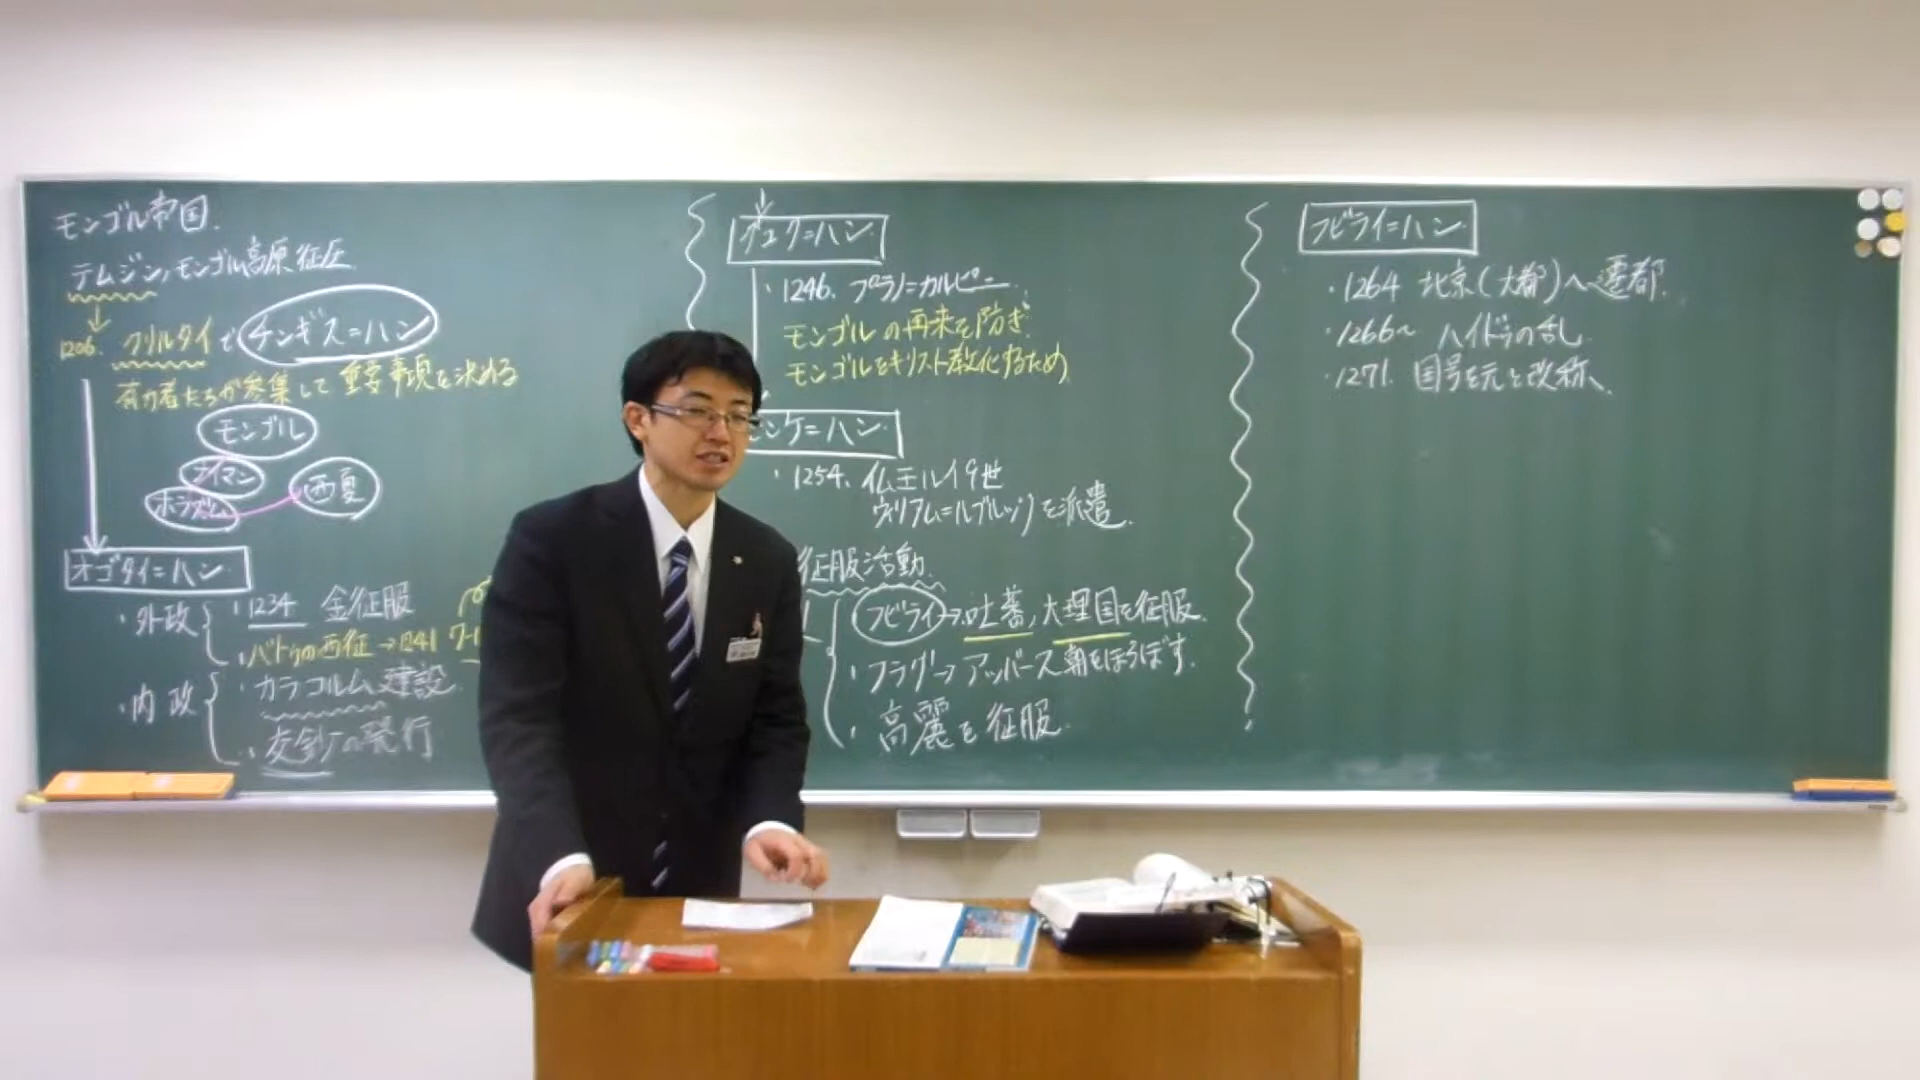 モンゴル帝国.
テムジン,モンゴル高原征圧
1206. クリルタイでチンギス=ハン
有力者たちが参集して重要事項を決める
モンゴル
ナイマン
ホラズム
西夏
オゴタイ=ハン
・外政
・1234 金征服
・バトゥの西征→1241 ワー
・内政
・カラコルム建設.
・交鈔の発行
グユク=ハン
・1246. プラノ=カルピニ
モンゴルの再来を防ぎ.
モンゴルをキリスト教化するため
モンケ=ハン.
・1254. 仏王ルイ9世
ウィリアム=ルブルックを派遣.
征服活動.
フビライ→吐蕃,大理国を征服.
・フラグ→アッバース朝をほろぼす.
・高麗を征服.
フビライ=ハン
・1264 北京(大都)へ遷都.
・1266〜 ハイドゥの乱
・1271. 国号を元と改称、